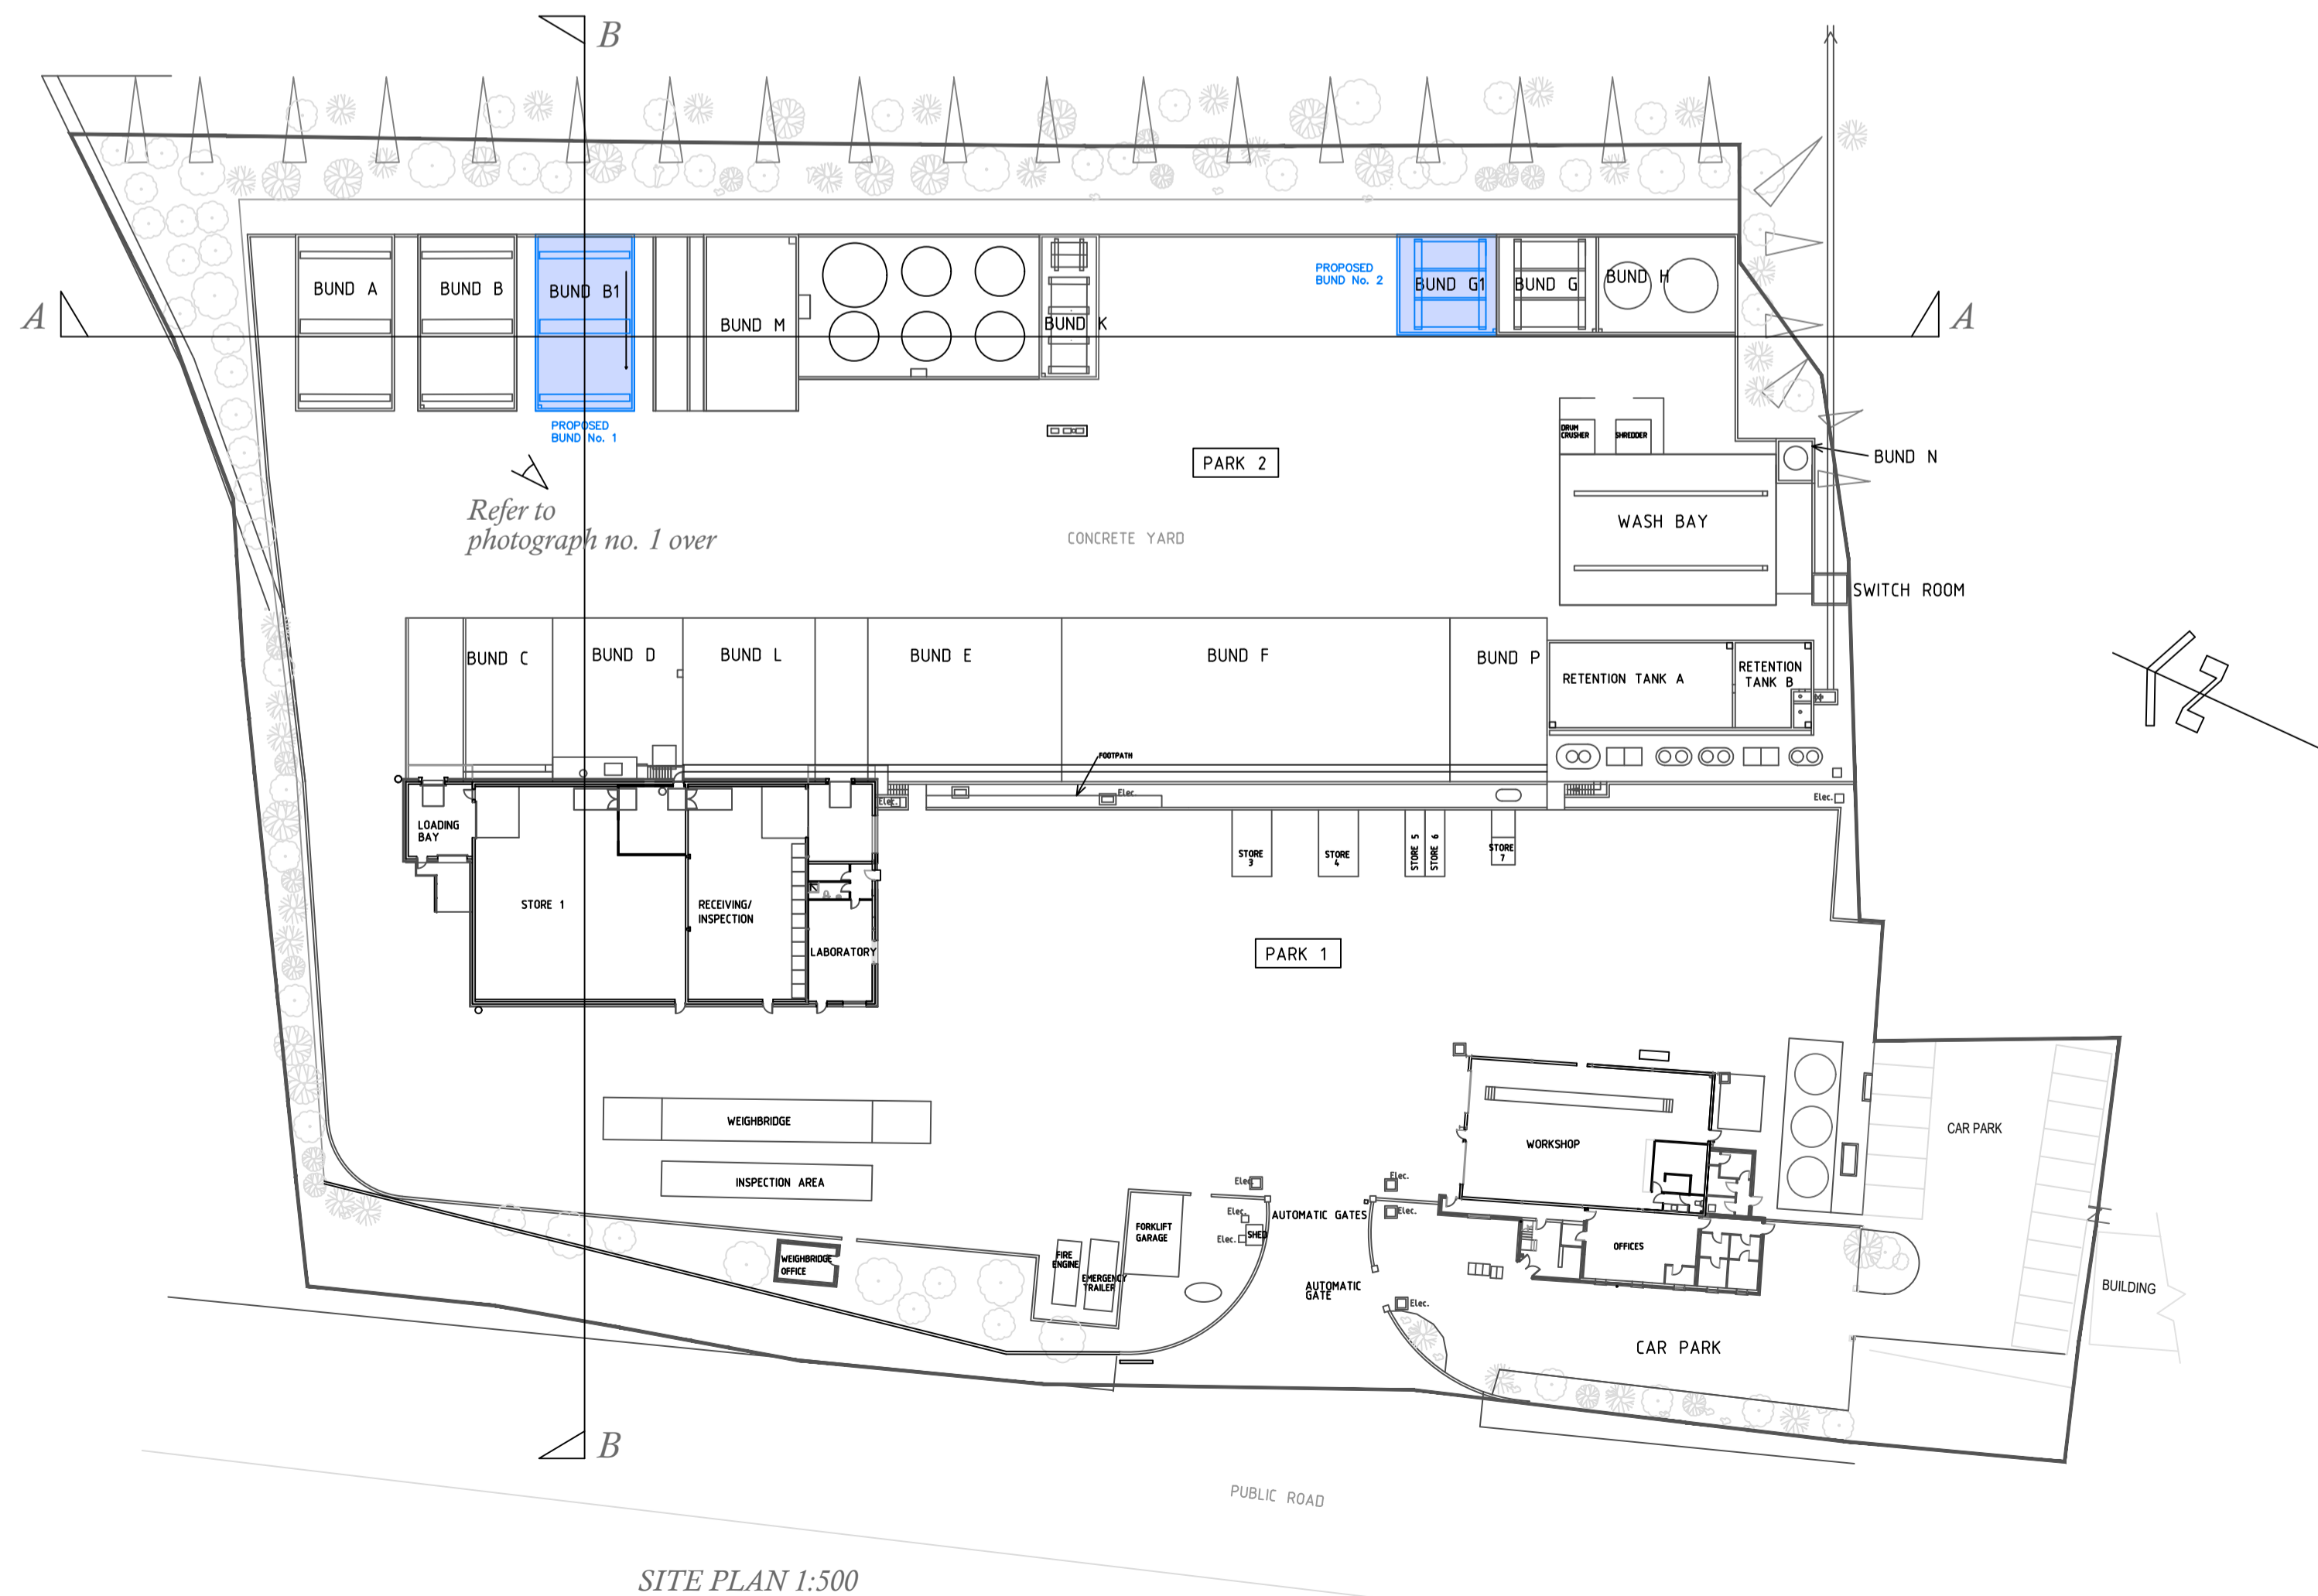 B
A
BUND A
BUND B
BUND B1
PROPOSED
BUND No. 1
BUND M
BUND K
PROPOSED
BUND No. 2
BUND G1
BUND G
BUND H
A
DRUM
CRUSHER
SHREDDER
BUND N
PARK 2
Refer to
photograph no. 1 over
CONCRETE YARD
WASH BAY
SWITCH ROOM
BUND C
BUND D
BUND L
BUND E
BUND F
BUND P
RETENTION TANK A
RETENTION
TANK B
N
FOOTPATH
Elec.
Elec.
Elec.
LOADING
BAY
STORE 1
RECEIVING/
INSPECTION
LABORATORY
STORE
3
STORE
4
STORE 5
STORE 6
STORE
7
PARK 1
WEIGHBRIDGE
INSPECTION AREA
WEIGHBRIDGE
OFFICE
FIRE
ENGINE
EMERGENCY
TRAILER
FORKLIFT
GARAGE
Elec.
Elec.
Elec.
SHED
AUTOMATIC GATES
AUTOMATIC
GATE
Elec.
Elec.
Elec.
WORKSHOP
OFFICES
CAR PARK
CAR PARK
BUILDING
B
PUBLIC ROAD
SITE PLAN 1:500